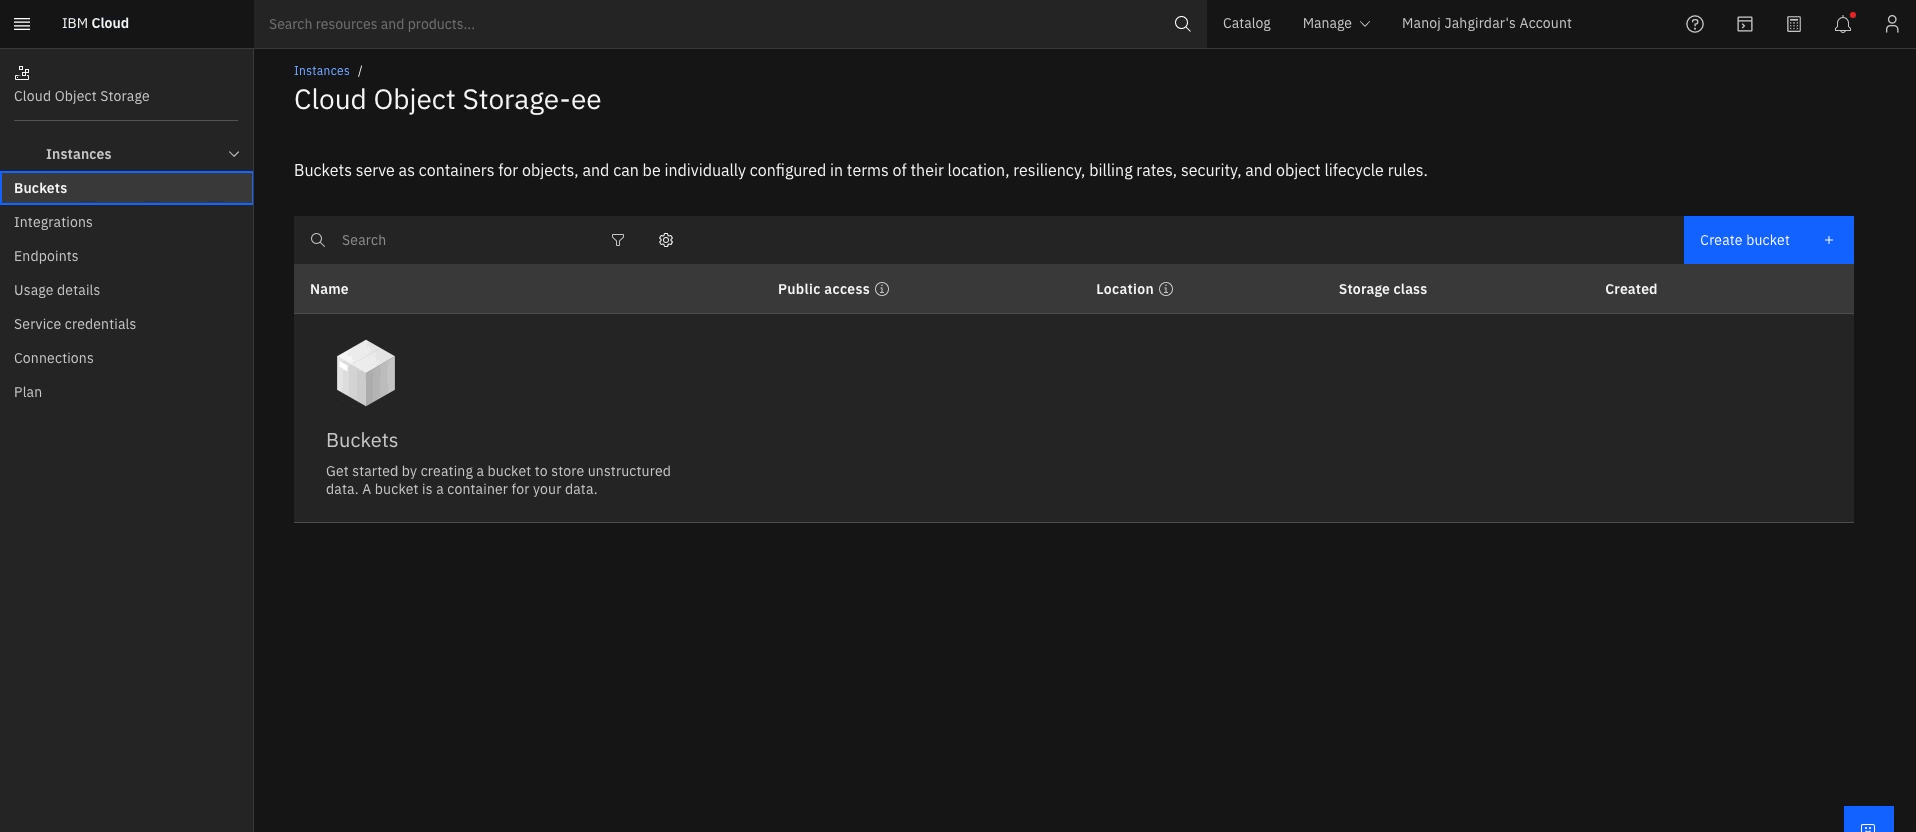 IBM Cloud
Search resources and products...
Catalog
Manage
Manoj Jahgirdar's Account
Cloud Object Storage
Instances
Buckets
Integrations
Endpoints
Usage details
Service credentials
Connections
Plan
Instances /
Cloud Object Storage-ee
Buckets serve as containers for objects, and can be individually configured in terms of their location, resiliency, billing rates, security, and object lifecycle rules.
Search
Create bucket +
Name
Public access
Location
Storage class
Created
Buckets
Get started by creating a bucket to store unstructured
data. A bucket is a container for your data.